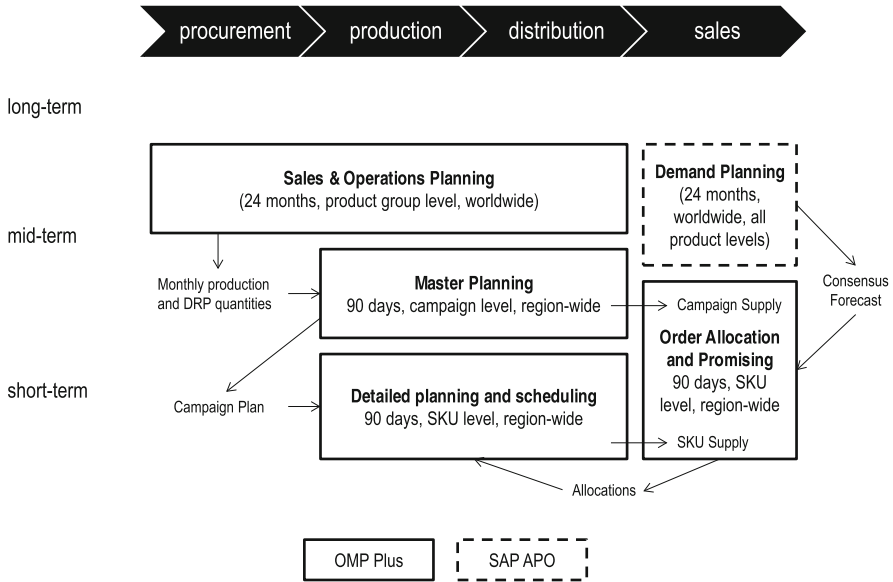 procurement
production
distribution
sales
long-term
Sales & Operations Planning
(24 months, product group level, worldwide)
Demand Planning
(24 months,
worldwide, all
product levels)
mid-term
Monthly production
and DRP quantities
Master Planning
90 days, campaign level, region-wide
Campaign Supply
Consensus
Forecast
Order Allocation
and Promising
90 days, SKU
level, region-wide
short-term
Campaign Plan
Detailed planning and scheduling
90 days, SKU level, region-wide
SKU Supply
Allocations
OMP Plus
SAP APO